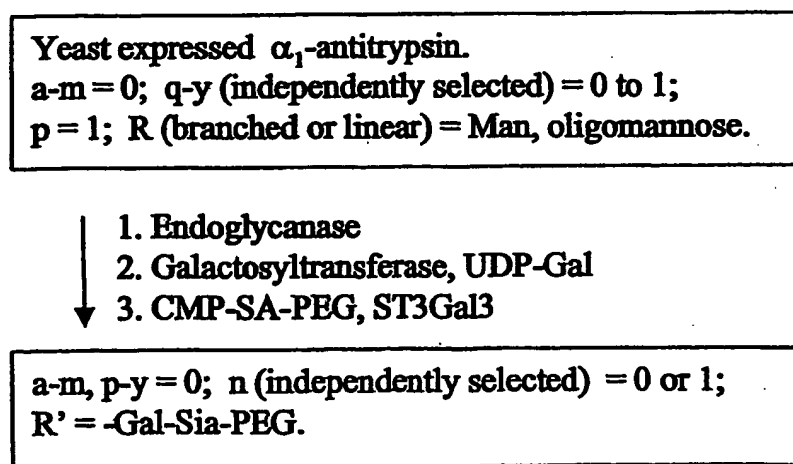 Yeast expressed α₁-antitrypsin.
a-m = 0; q-y (independently selected) = 0 to 1;
p = 1; R (branched or linear) = Man, oligomannose.
1. Endoglycanase
2. Galactosyltransferase, UDP-Gal
3. CMP-SA-PEG, ST3Gal3
a-m, p-y = 0; n (independently selected) = 0 or 1;
R’ = -Gal-Sia-PEG.